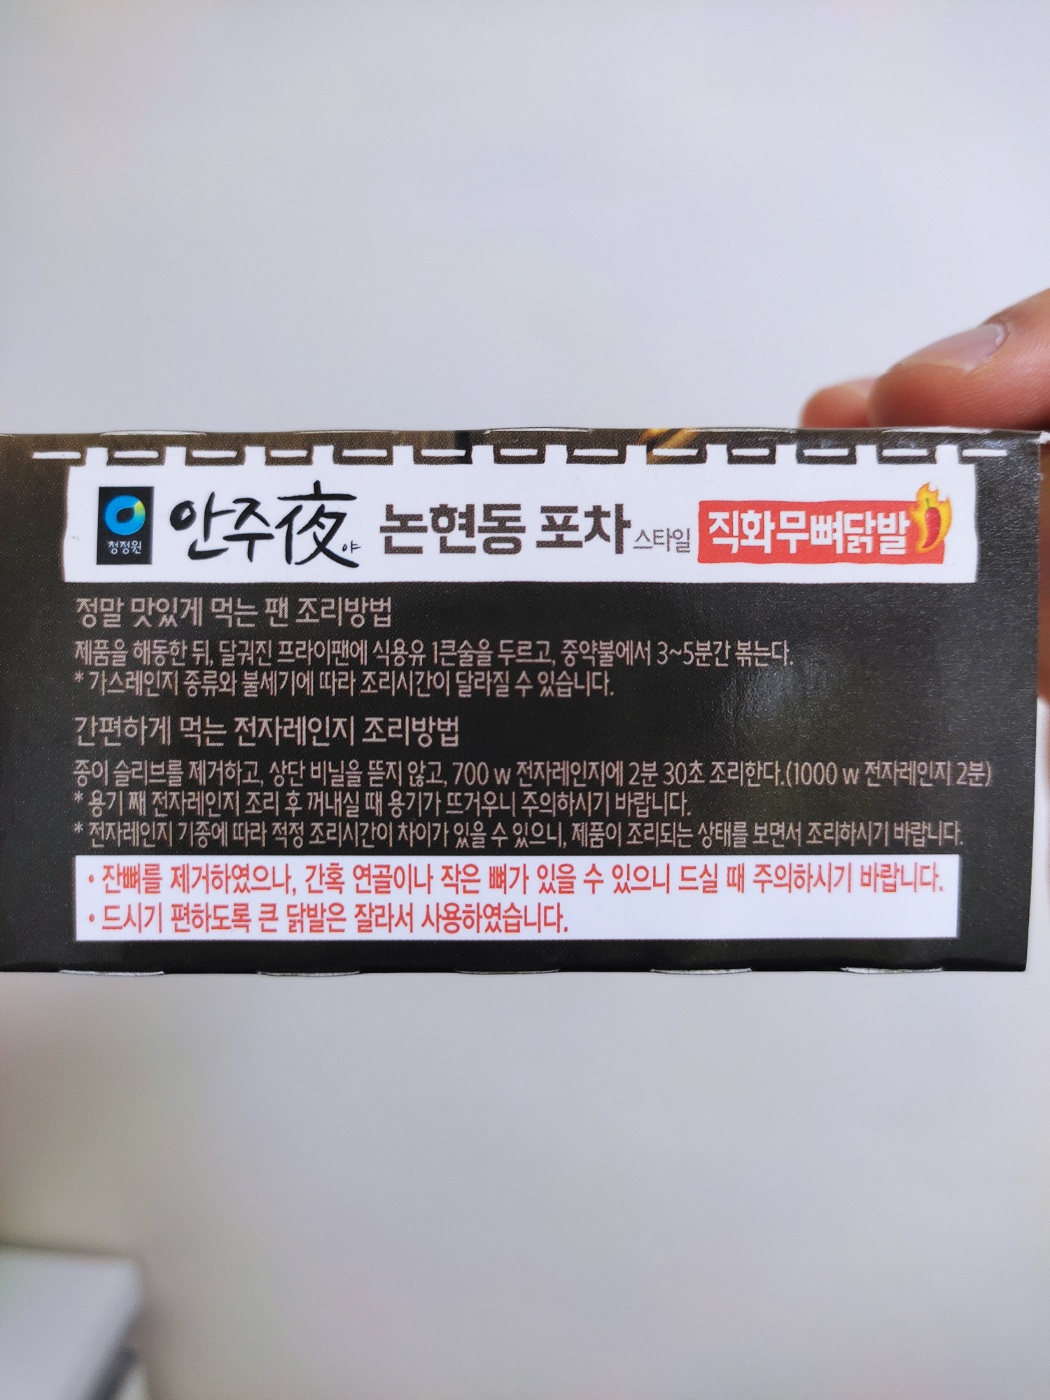 청정원 안주夜야 논현동 포차 스타일 직화무뼈닭발
정말 맛있게 먹는 팬 조리방법
제품을 해동한 뒤, 달궈진 프라이팬에 식용유 1큰술을 두르고, 중약불에서 3~5분간 볶는다.
* 가스레인지 종류와 불세기에 따라 조리시간이 달라질 수 있습니다.
간편하게 먹는 전자레인지 조리방법
종이 슬리브를 제거하고, 상단 비닐을 뜯지 않고, 700 w 전자레인지에 2분 30초 조리한다.(1000 w 전자레인지 2분)
* 용기 째 전자레인지 조리 후 꺼내실 때 용기가 뜨거우니 주의하시기 바랍니다.
* 전자레인지 기종에 따라 적정 조리시간이 차이가 있을 수 있으니, 제품이 조리되는 상태를 보면서 조리하시기 바랍니다.
• 잔뼈를 제거하였으나, 간혹 연골이나 작은 뼈가 있을 수 있으니 드실 때 주의하시기 바랍니다.
• 드시기 편하도록 큰 닭발은 잘라서 사용하였습니다.